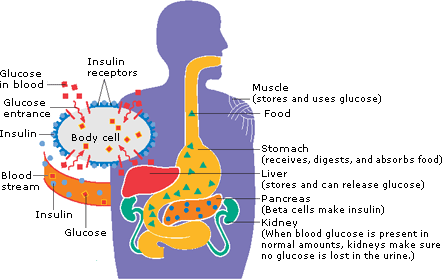 Insulin
receptors
Glucose
in blood
Glucose
entrance
Insulin
Body cell
Blood
stream
Insulin
Glucose
Muscle
(stores and uses glucose)
Food
Stomach
(receives, digests, and absorbs food)
Liver
(stores and can release glucose)
Pancreas
(Beta cells make insulin)
Kidney
(When blood glucose is present in
normal amounts, kidneys make sure
no glucose is lost in the urine.)